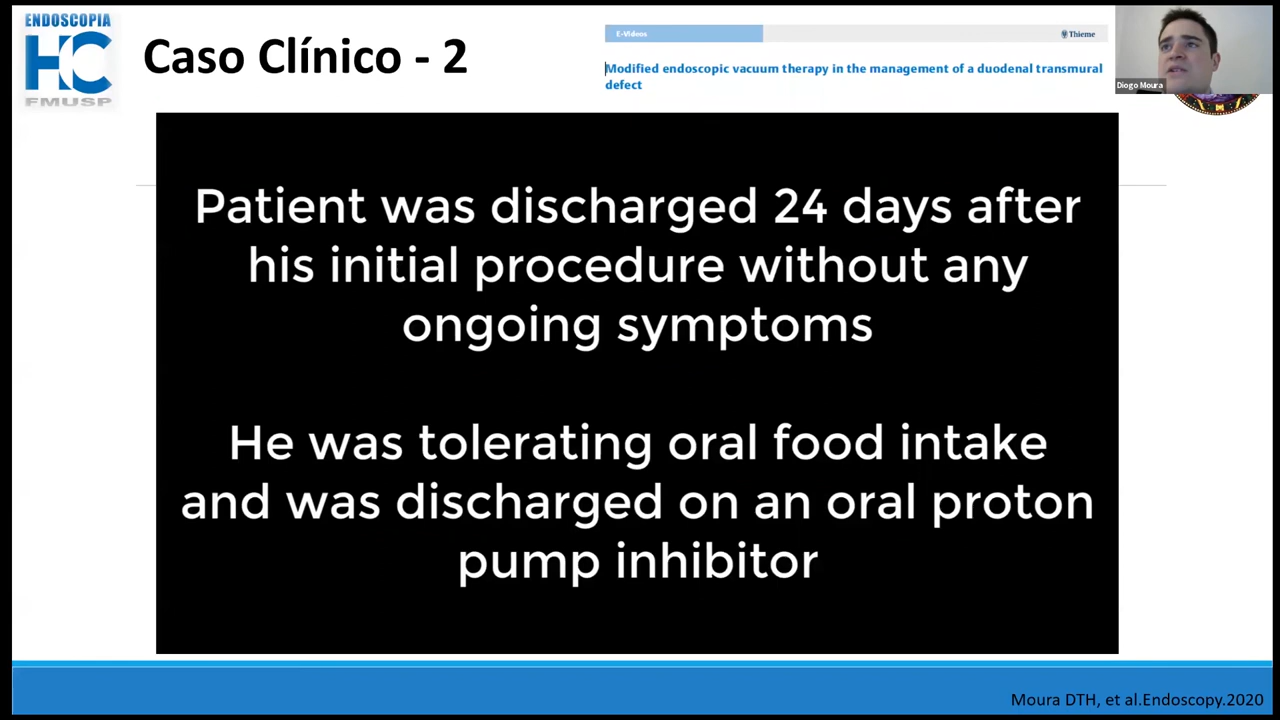 ENDOSCOPIA
HC
FMUSP
Caso Clínico - 2
E-Videos
Thieme
Modified endoscopic vacuum therapy in the management of a duodenal transmural
defect
Diogo Moura
Patient was discharged 24 days after
his initial procedure without any
ongoing symptoms
He was tolerating oral food intake
and was discharged on an oral proton
pump inhibitor
Moura DTH, et al.Endoscopy.2020